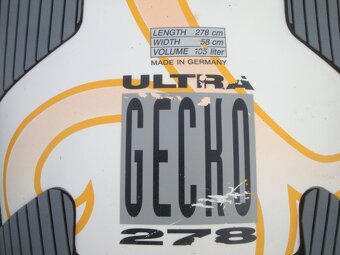 LENGTH 278 cm
WIDTH 58 cm
VOLUME 105 liter
MADE IN GERMANY
ULTRA
GECKO
278